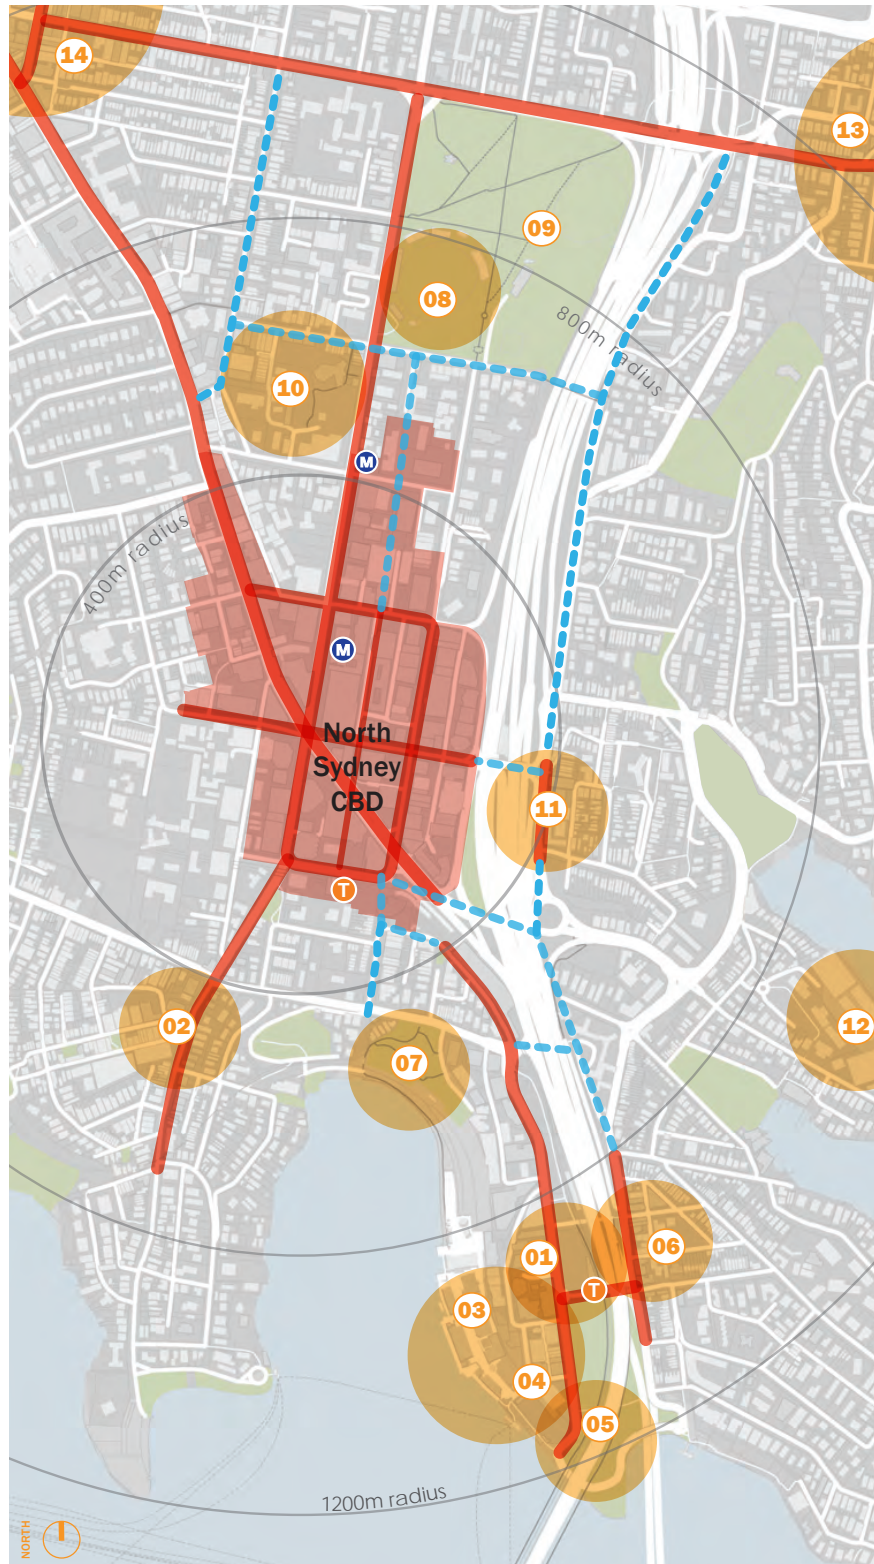 14
13
09
08
800m radius
10
M
400m radius
M
North
Sydney
CBD
11
T
02
12
07
01
06
T
03
04
05
1200m radius
NORTH